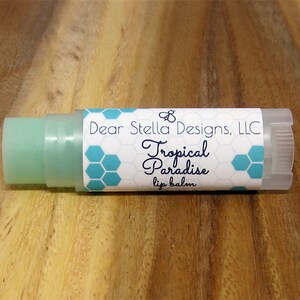 Dear Stella Designs, LLC
Tropical
Paradise
lip balm